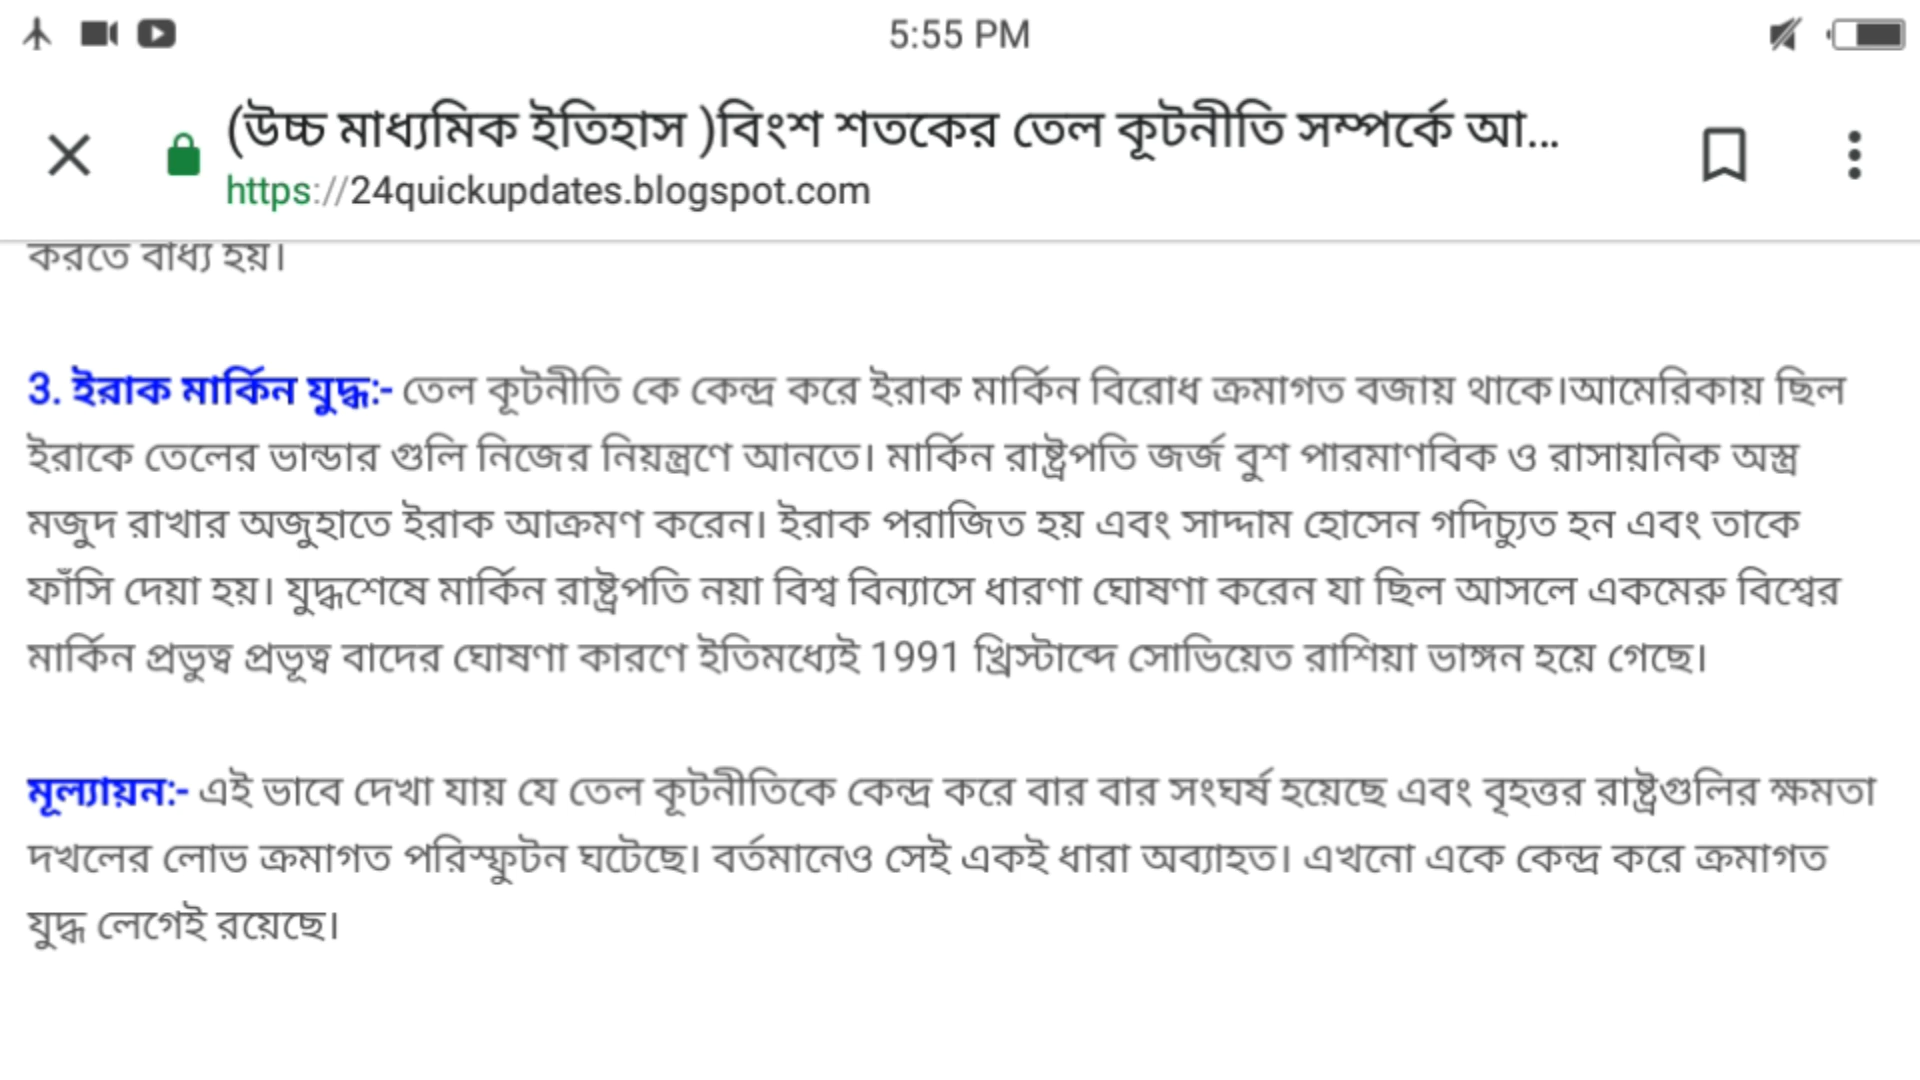 5:55 PM
(উচ্চ মাধ্যমিক ইতিহাস )বিংশ শতকের তেল কূটনীতি সম্পর্কে আ...
https://24quickupdates.blogspot.com
করতে বাধ্য হয়।
3. ইরাক মার্কিন যুদ্ধ:- তেল কূটনীতি কে কেন্দ্র করে ইরাক মার্কিন বিরোধ ক্রমাগত বজায় থাকে।আমেরিকায় ছিল
ইরাকে তেলের ভান্ডার গুলি নিজের নিয়ন্ত্রণে আনতে। মার্কিন রাষ্ট্রপতি জর্জ বুশ পারমাণবিক ও রাসায়নিক অস্ত্র
মজুদ রাখার অজুহাতে ইরাক আক্রমণ করেন। ইরাক পরাজিত হয় এবং সাদ্দাম হোসেন গদিচ্যুত হন এবং তাকে
ফাঁসি দেয়া হয়। যুদ্ধশেষে মার্কিন রাষ্ট্রপতি নয়া বিশ্ব বিন্যাসে ধারণা ঘোষণা করেন যা ছিল আসলে একমেরু বিশ্বের
মার্কিন প্রভুত্ব প্রভূত্ব বাদের ঘোষণা কারণে ইতিমধ্যেই 1991 খ্রিস্টাব্দে সোভিয়েত রাশিয়া ভাঙ্গন হয়ে গেছে।
মূল্যায়ন:- এই ভাবে দেখা যায় যে তেল কূটনীতিকে কেন্দ্র করে বার বার সংঘর্ষ হয়েছে এবং বৃহত্তর রাষ্ট্রগুলির ক্ষমতা
দখলের লোভ ক্রমাগত পরিস্ফুটন ঘটেছে। বর্তমানেও সেই একই ধারা অব্যাহত। এখনো একে কেন্দ্র করে ক্রমাগত
যুদ্ধ লেগেই রয়েছে।